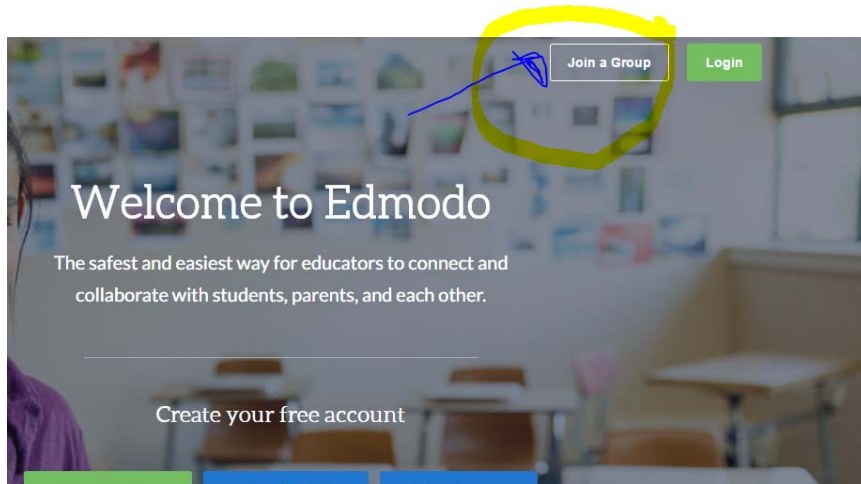 Join a Group
Login
Welcome to Edmodo
The safest and easiest way for educators to connect and
collaborate with students, parents, and each other.
Create your free account